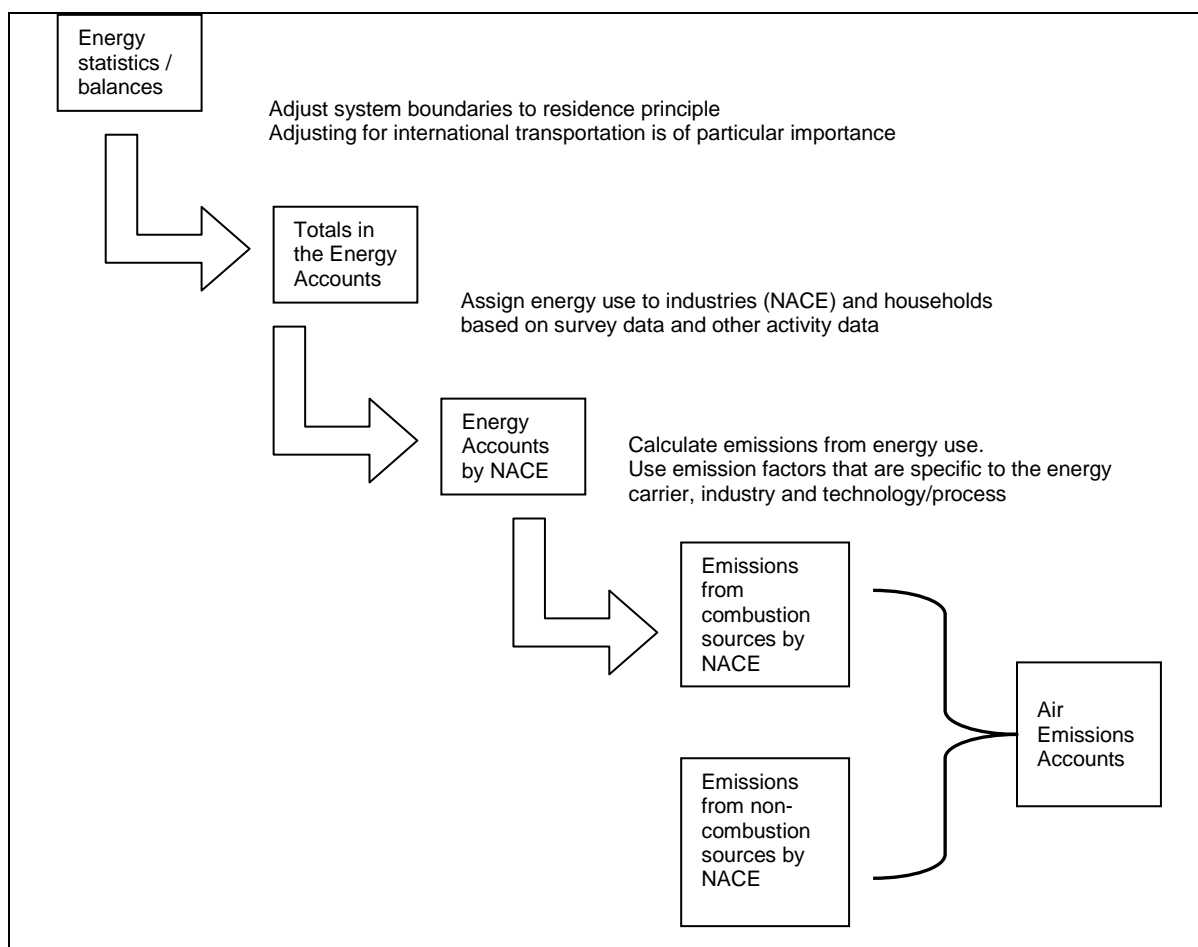 Energy
statistics /
balances
Adjust system boundaries to residence principle
Adjusting for international transportation is of particular importance
Totals in
the Energy
Accounts
Assign energy use to industries (NACE) and households
based on survey data and other activity data
Energy
Accounts
by NACE
Calculate emissions from energy use.
Use emission factors that are specific to the energy
carrier, industry and technology/process
Emissions
from
combustion
sources by
NACE
Air
Emissions
Accounts
Emissions
from non-
combustion
sources by
NACE